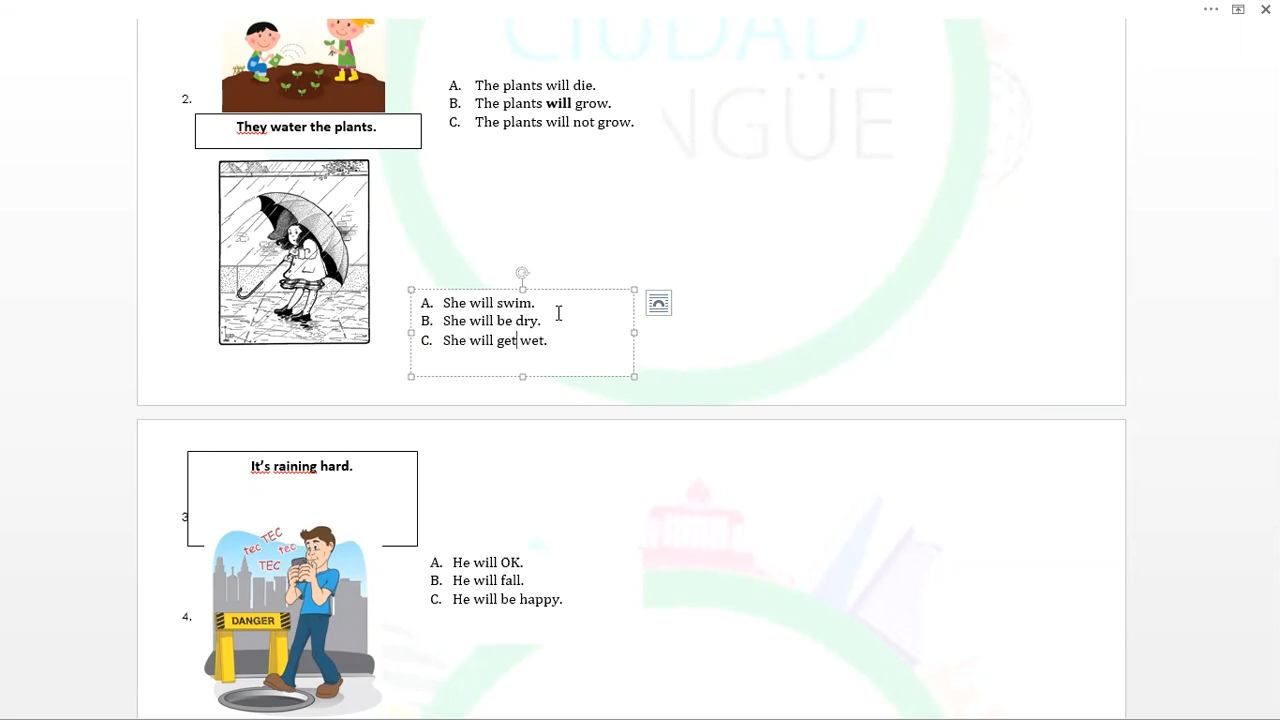 CIUDAD
NGÜE
2.
A. The plants will die.
B. The plants will grow.
C. The plants will not grow.
They water the plants.
A. She will swim.
B. She will be dry.
C. She will get wet.
It's raining hard.
3
tec TEC
tec
TEC
DANGER
4.
A. He will OK.
B. He will fall.
C. He will be happy.